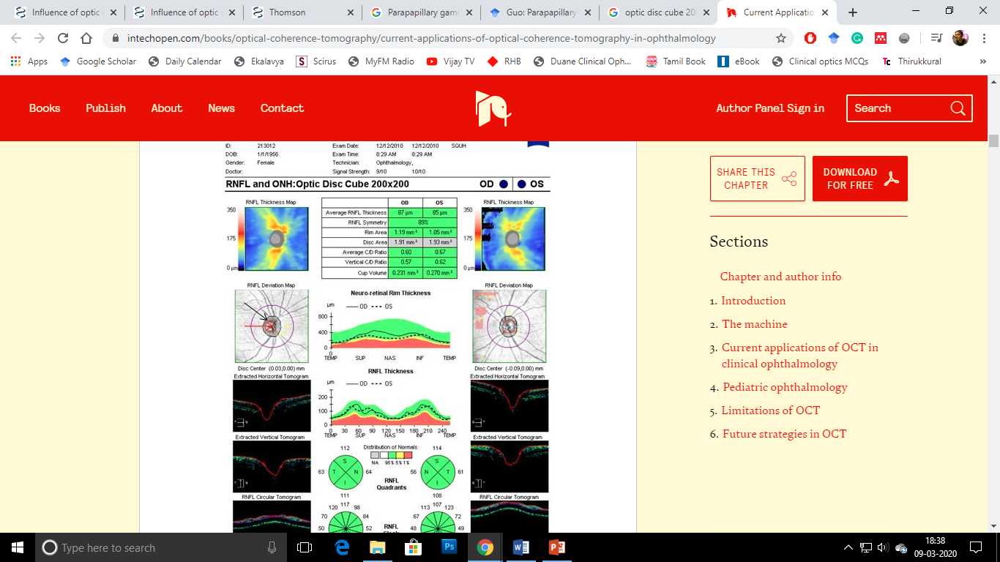 Influence of optic
Influence of optic
Thomson
Parapapillary gam
Guo: Parapapillary
optic disc cube 20
Current Applicatio
intechopen.com/books/optical-coherence-tomography/current-applications-of-optical-coherence-tomography-in-ophthalmology
Apps Google Scholar Daily Calendar Ekalavya Scirus MyFM Radio Vijay TV RHB Duane Clinical Oph... Tamil Book eBook Clinical optics MCQs Thirukkural
Books Publish About News Contact Author Panel Sign in Search
ID: 213012 Exam Date: 12/12/2010 12/12/2010 SQUH
DOB: 1/1/1956 Exam Time: 8:29 AM 8:29 AM
Gender: Female Technician: Ophthalmology,
Doctor: Signal Strength: 9/10 10/10
RNFL and ONH:Optic Disc Cube 200x200 OD OS
RNFL Thickness Map
350
175
0 µm
OD OS
Average RNFL Thickness 87 µm 85 µm
RNFL Symmetry 89%
Rim Area 1.19 mm² 1.05 mm²
Disc Area 1.91 mm² 1.93 mm²
Average C/D Ratio 0.60 0.67
Vertical C/D Ratio 0.57 0.62
Cup Volume 0.231 mm³ 0.270 mm³
RNFL Thickness Map
350
175
0 µm
RNFL Deviation Map
Disc Center (0.03,0.00) mm
Neuro-retinal Rim Thickness
µm OD OS
800
400
0
0
TEMP SUP NAS INF TEMP
RNFL Deviation Map
Disc Center (-0.09,0.00) mm
Extracted Horizontal Tomogram
RNFL Thickness
µm OD OS
200
100
0
0 30 60 90 120 150 180 210 240
TEMP SUP NAS INF TEMP
Extracted Horizontal Tomogram
Extracted Vertical Tomogram
Distribution of Normals
NA 95% 5% 1%
112
S
T N
I
63 64
111
114
S
N T
I
56 61
108
RNFL
Quadrants
Extracted Vertical Tomogram
RNFL Circular Tomogram
117
120 98
70 84
50 52
RNFL
107
113 123
67 72
48 49
RNFL Circular Tomogram
SHARE THIS
CHAPTER
DOWNLOAD
FOR FREE
Sections
Chapter and author info
1. Introduction
2. The machine
3. Current applications of OCT in
clinical ophthalmology
4. Pediatric ophthalmology
5. Limitations of OCT
6. Future strategies in OCT
Type here to search
18:38
09-03-2020